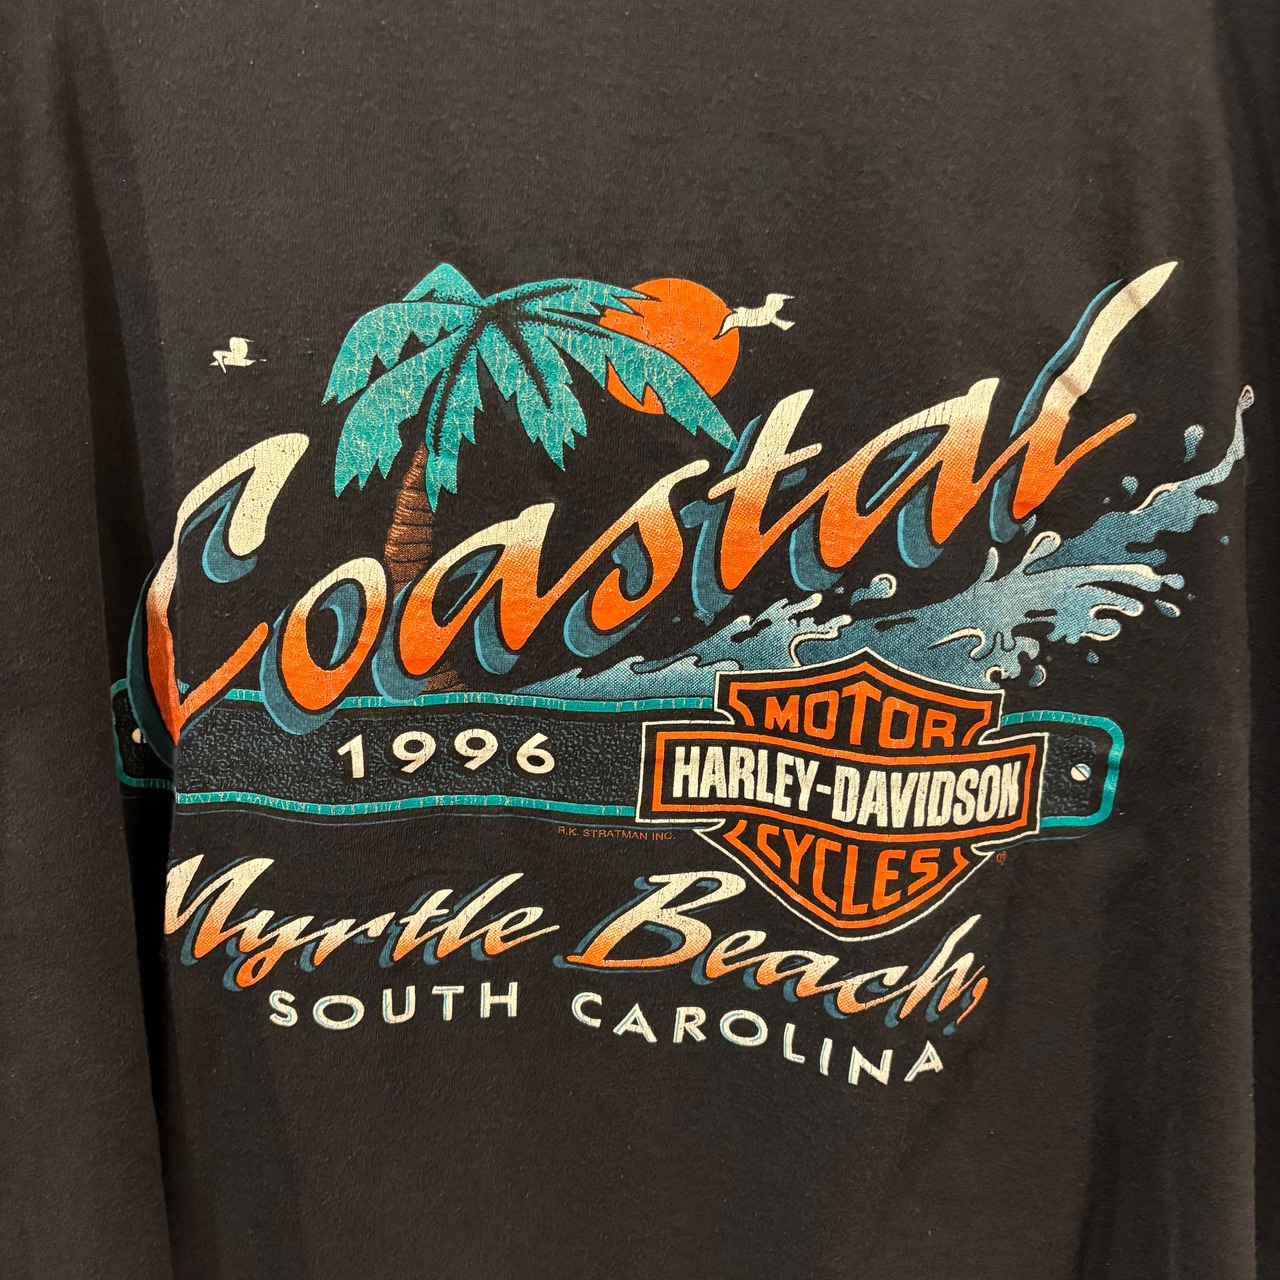 Coastal
1996
MOTOR
HARLEY-DAVIDSON
CYCLES
R.K. STRATMAN INC.
®
Myrtle Beach,
SOUTH CAROLINA